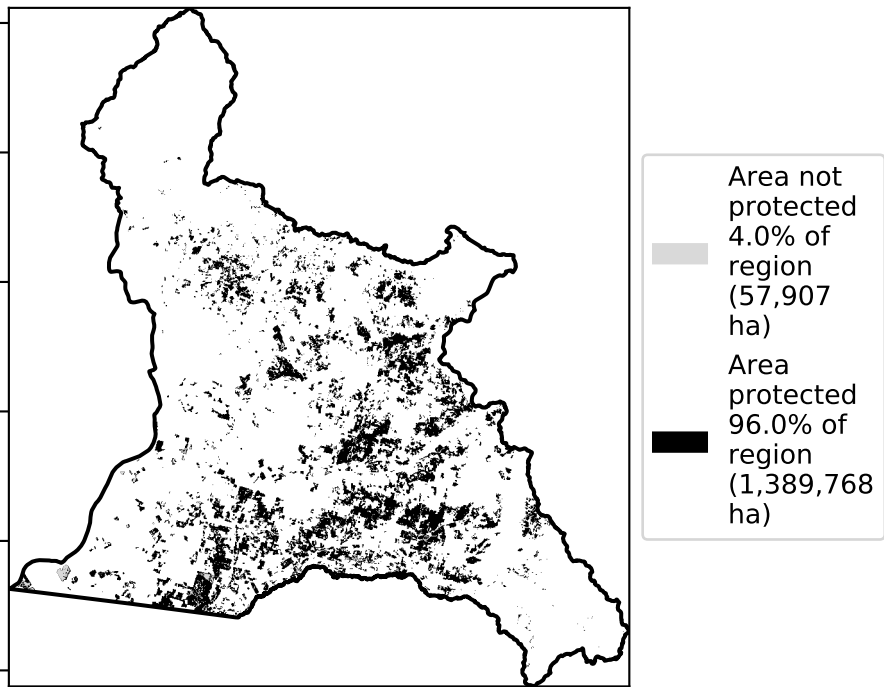 Area not
protected
4.0% of
region
(57,907
ha)
Area
protected
96.0% of
region
(1,389,768
ha)